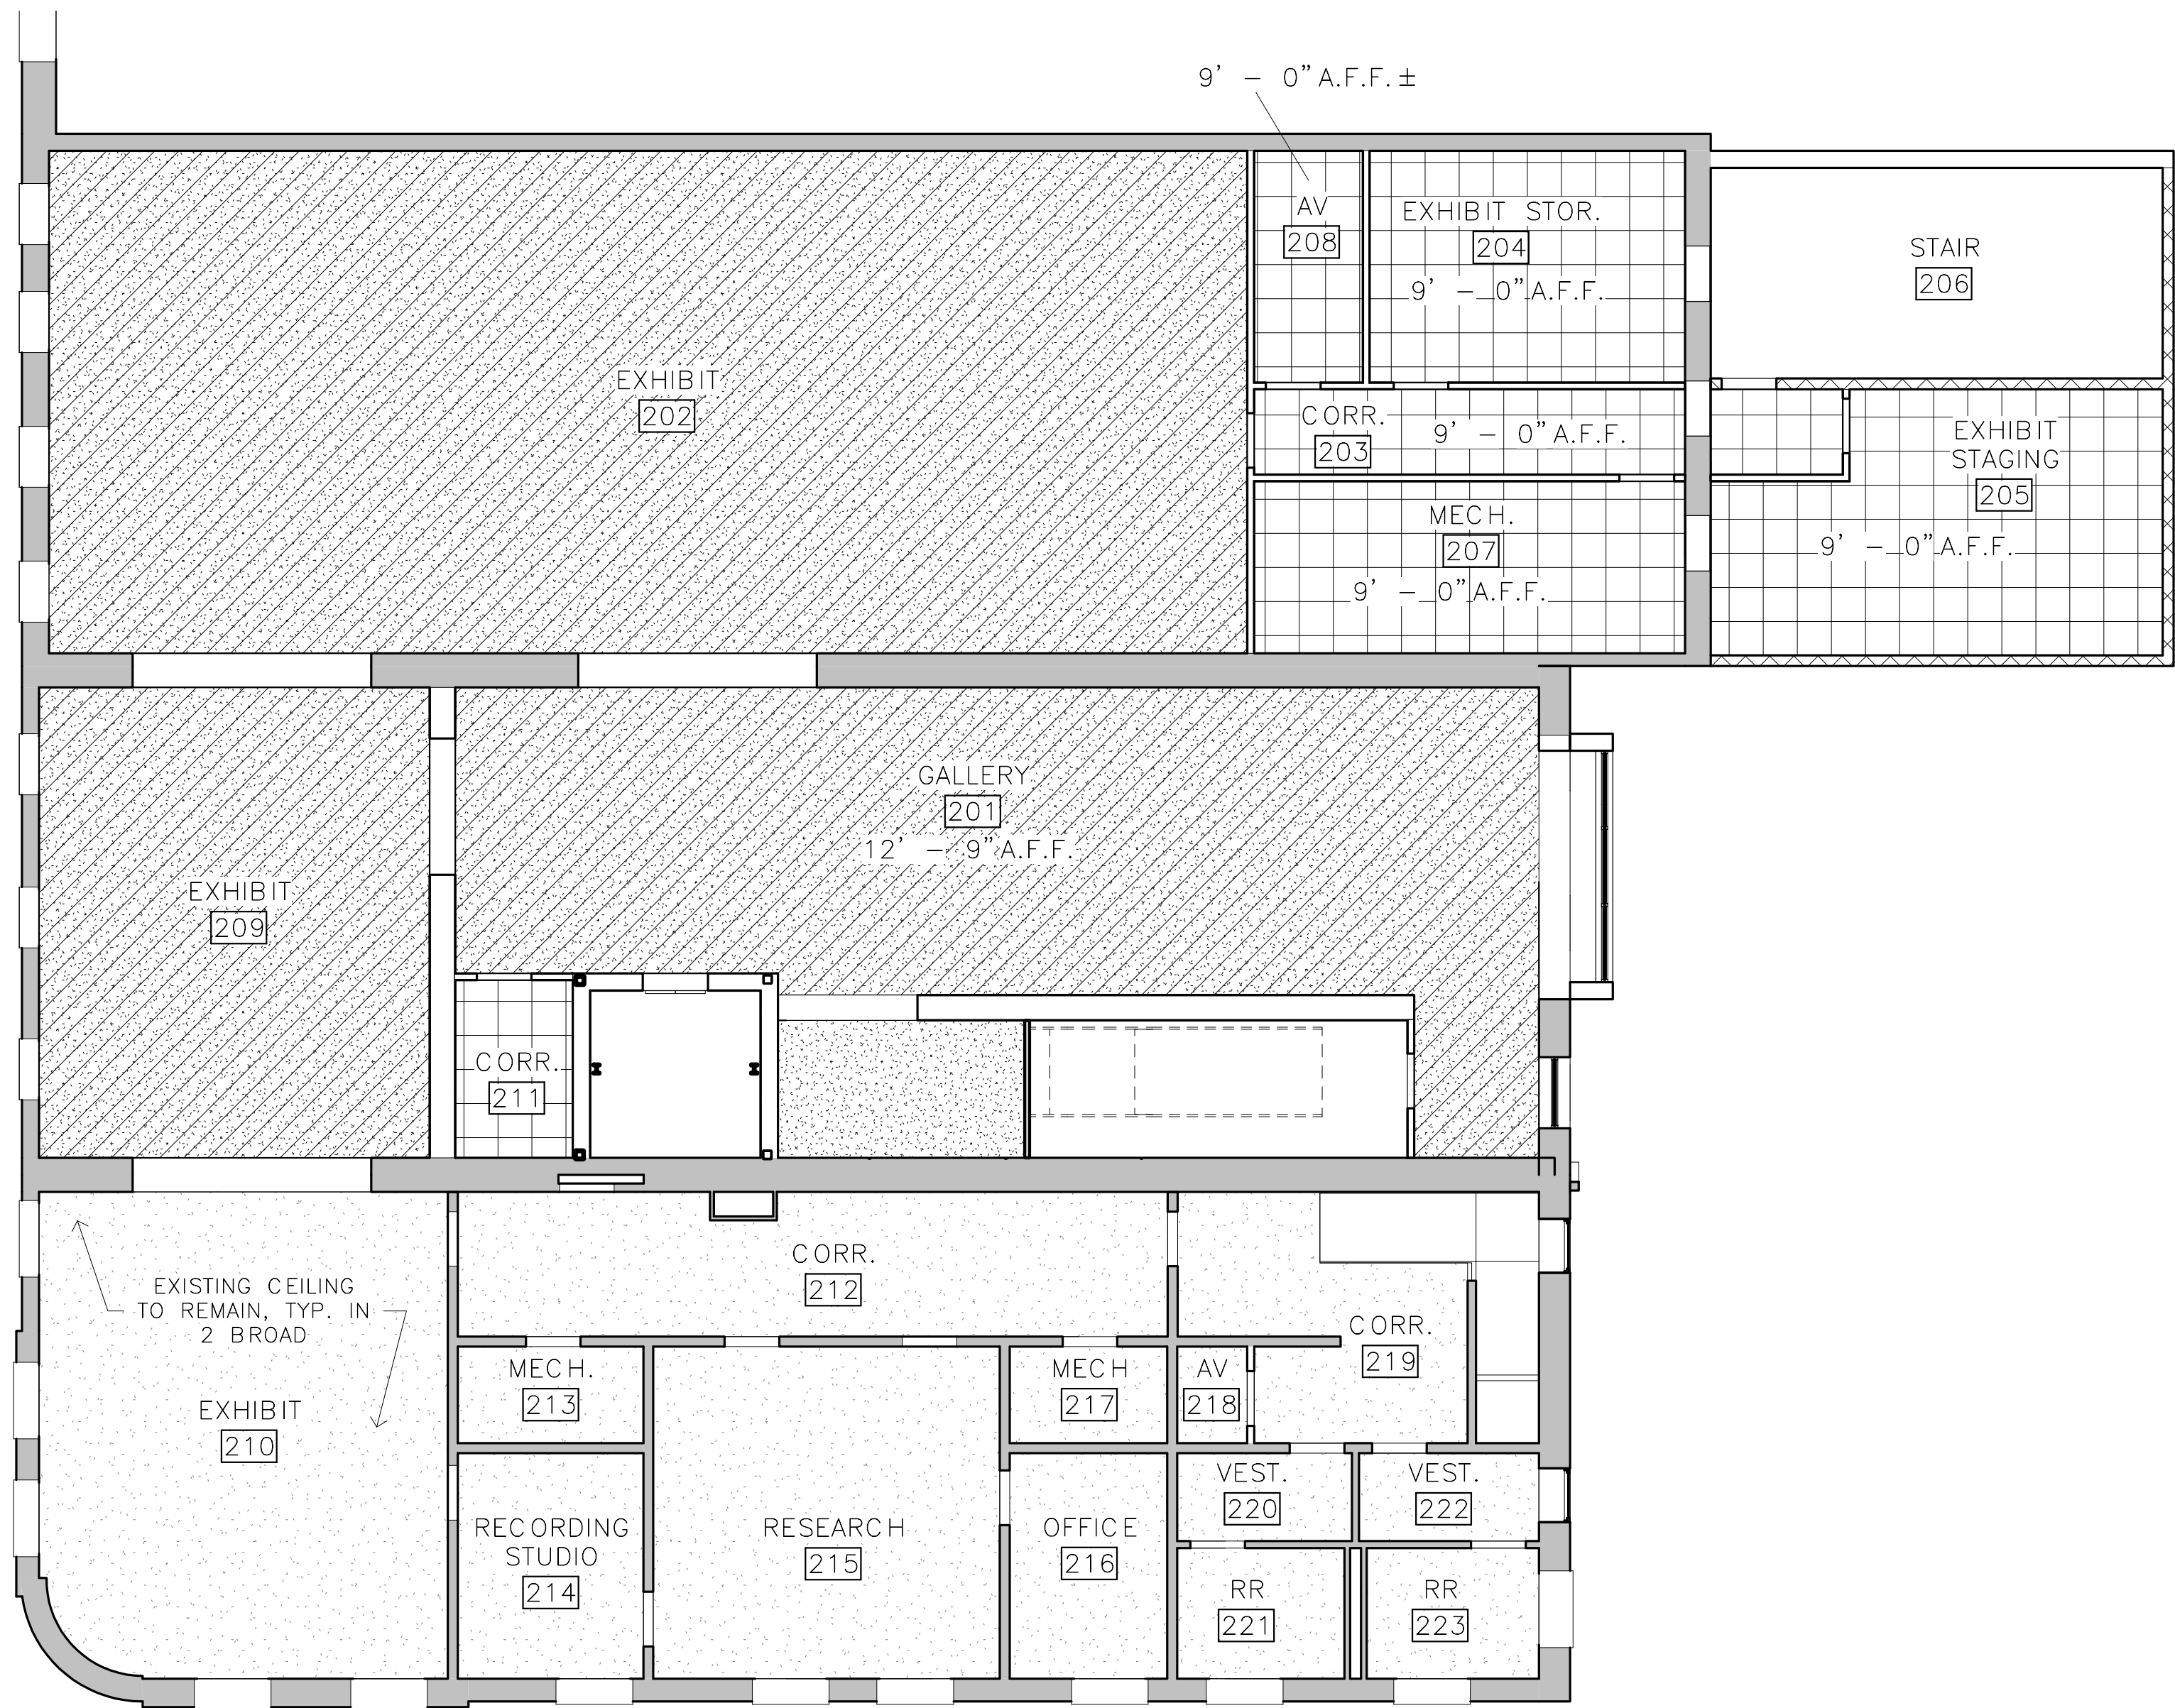 9' - 0" A.F.F. ±
AV
208
EXHIBIT STOR.
204
9' - 0" A.F.F.
STAIR
206
EXHIBIT
202
CORR.
203
9' - 0" A.F.F.
EXHIBIT
STAGING
205
9' - 0" A.F.F.
MECH.
207
9' - 0" A.F.F.
GALLERY
201
12' - 9" A.F.F.
EXHIBIT
209
CORR.
211
CORR.
212
EXISTING CEILING
TO REMAIN, TYP. IN
2 BROAD
EXHIBIT
210
MECH.
213
MECH
217
AV
218
CORR.
219
RECORDING
STUDIO
214
RESEARCH
215
OFFICE
216
VEST.
220
VEST.
222
RR
221
RR
223